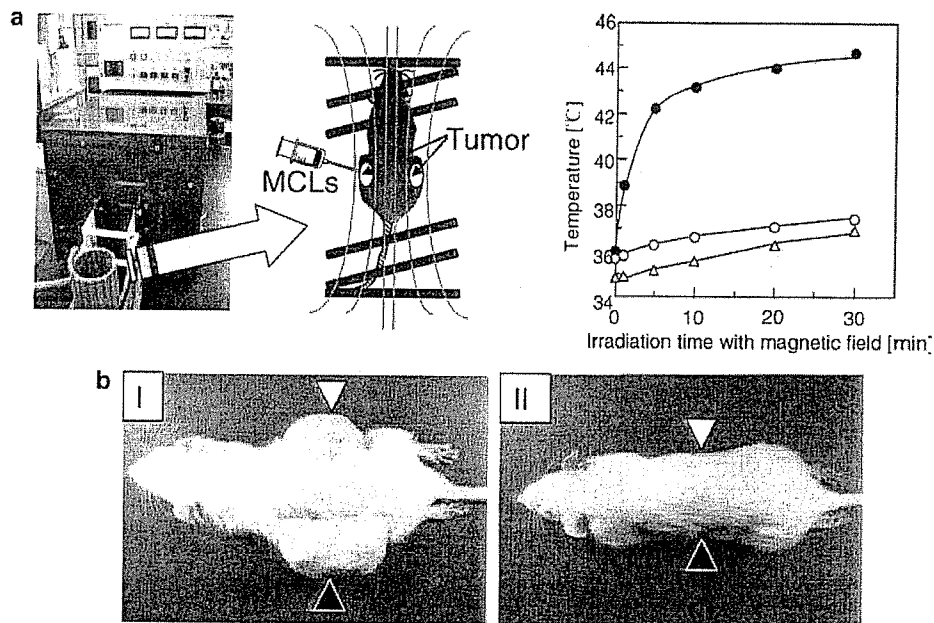 a
MCLs
Tumor
Temperature [℃]
46
44
42
40
38
36
34
0
10
20
30
Irradiation time with magnetic field [min]
b
I
II